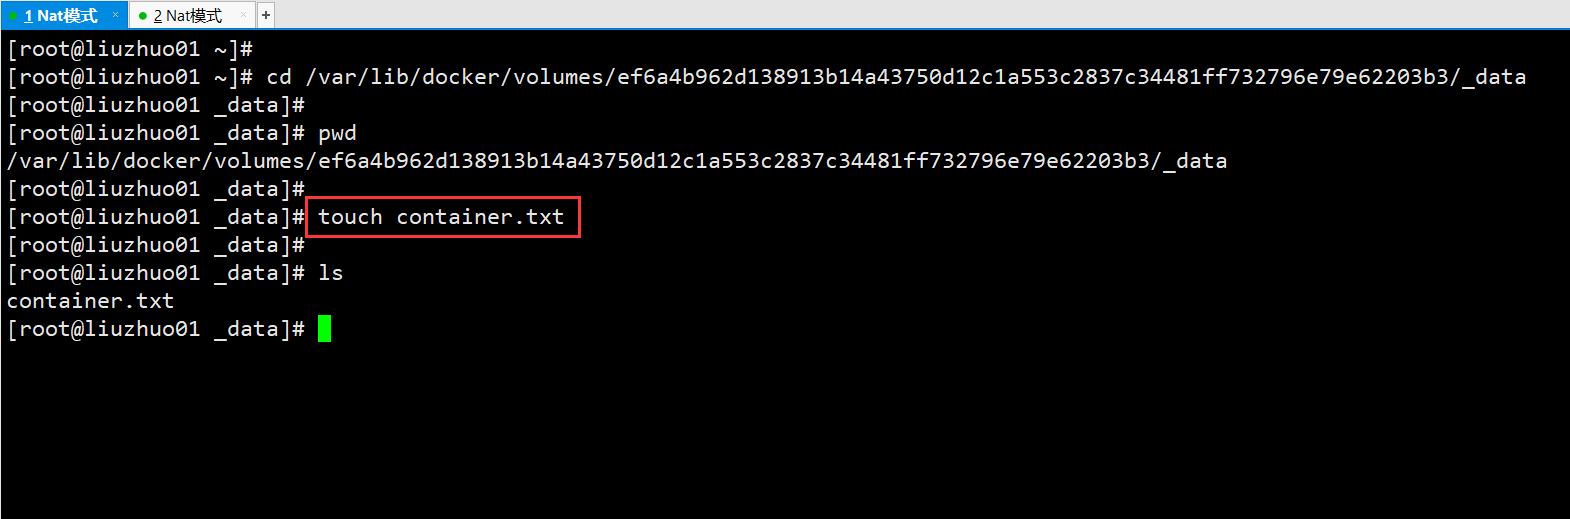 1 Nat模式 × 2 Nat模式 × +
[root@liuzhuo01 ~]#
[root@liuzhuo01 ~]# cd /var/lib/docker/volumes/ef6a4b962d138913b14a43750d12c1a553c2837c34481ff732796e79e62203b3/_data
[root@liuzhuo01 _data]#
[root@liuzhuo01 _data]# pwd
/var/lib/docker/volumes/ef6a4b962d138913b14a43750d12c1a553c2837c34481ff732796e79e62203b3/_data
[root@liuzhuo01 _data]#
[root@liuzhuo01 _data]# touch container.txt
[root@liuzhuo01 _data]#
[root@liuzhuo01 _data]# ls
container.txt
[root@liuzhuo01 _data]#